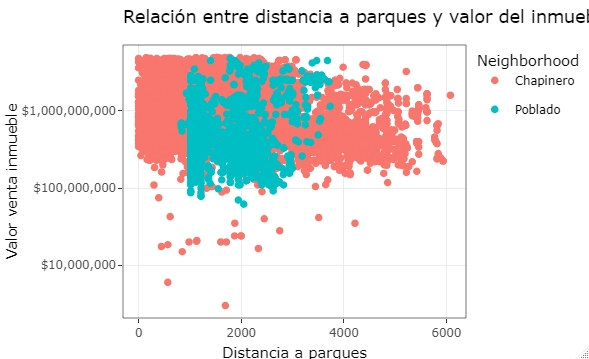 Relación entre distancia a parques y valor del inmue
Neighborhood
Chapinero
Poblado
Valor venta inmueble
$1,000,000,000
$100,000,000
$10,000,000
0 2000 4000 6000
Distancia a parques